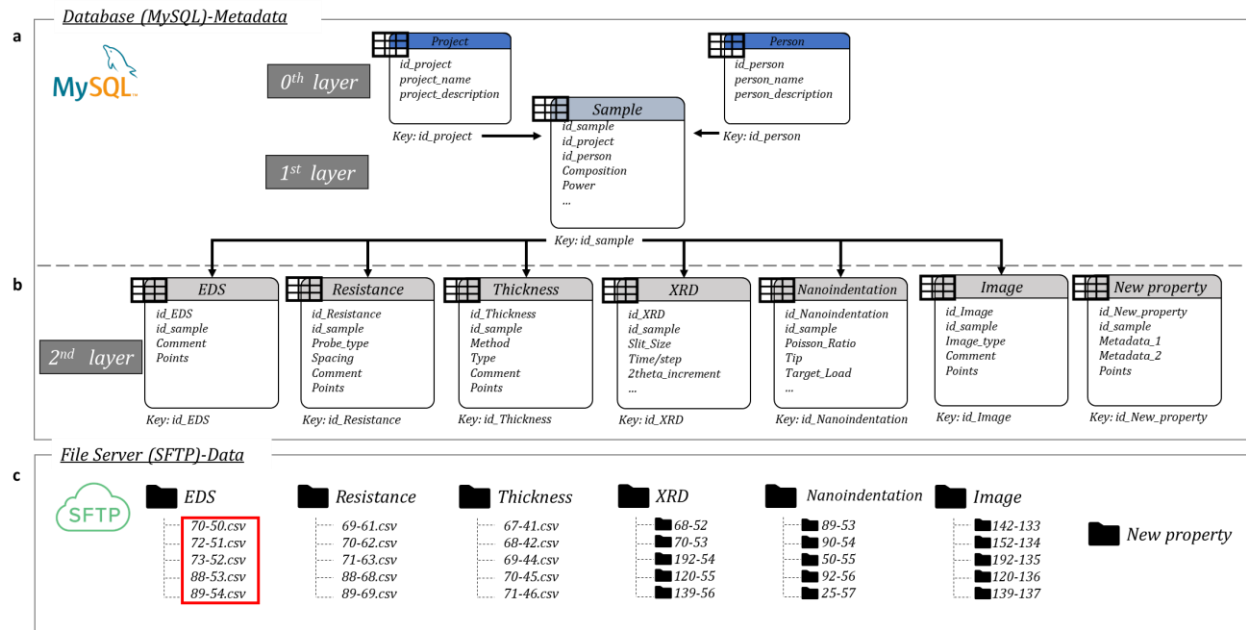 Database (MySQL)-Metadata
a
MySQL™
0th layer
Project
id_project
project_name
project_description
Key: id_project
Person
id_person
person_name
person_description
Key: id_person
1st layer
Sample
id_sample
id_project
id_person
Composition
Power
...
Key: id_sample
b
2nd layer
EDS
id_EDS
id_sample
Comment
Points
Key: id_EDS
Resistance
id_Resistance
id_sample
Probe_type
Spacing
Comment
Points
Key: id_Resistance
Thickness
id_Thickness
id_sample
Method
Type
Comment
Points
Key: id_Thickness
XRD
id_XRD
id_sample
Slit_Size
Time/step
2theta_increment
...
Key: id_XRD
Nanoindentation
id_Nanoindentation
id_sample
Poisson_Ratio
Tip
Target_Load
...
Key: id_Nanoindentation
Image
id_Image
id_sample
Image_type
Comment
Points
Key: id_Image
New property
id_New_property
id_sample
Metadata_1
Metadata_2
Points
Key: id_New_property
File Server (SFTP)-Data
c
SFTP
EDS
70-50.csv
72-51.csv
73-52.csv
88-53.csv
89-54.csv
Resistance
69-61.csv
70-62.csv
71-63.csv
88-68.csv
89-69.csv
Thickness
67-41.csv
68-42.csv
69-44.csv
70-45.csv
71-46.csv
XRD
68-52
70-53
192-54
120-55
139-56
Nanoindentation
89-53
90-54
50-55
92-56
25-57
Image
142-133
152-134
192-135
120-136
139-137
New property